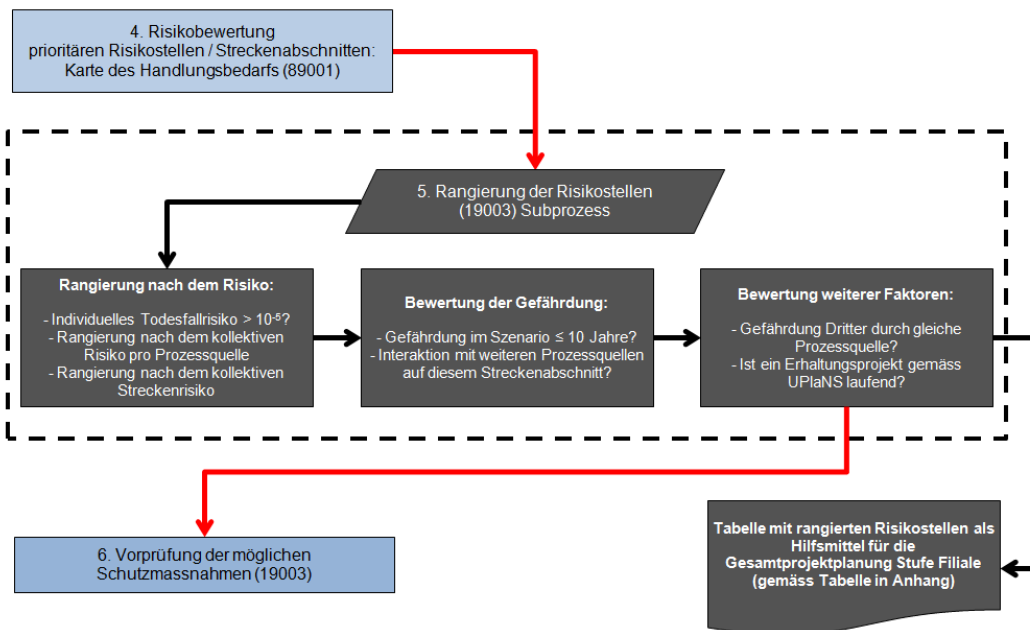 4. Risikobewertung
prioritären Risikostellen / Streckenabschnitten:
Karte des Handlungsbedarfs (89001)
5. Rangierung der Risikostellen
(19003) Subprozess
Rangierung nach dem Risiko:
- Individuelles Todesfallrisiko > 10⁻⁵?
- Rangierung nach dem kollektiven
Risiko pro Prozessquelle
- Rangierung nach dem kollektiven
Streckenrisiko
Bewertung der Gefährdung:
- Gefährdung im Szenario ≤ 10 Jahre?
- Interaktion mit weiteren Prozessquellen
auf diesem Streckenabschnitt?
Bewertung weiterer Faktoren:
- Gefährdung Dritter durch gleiche
Prozessquelle?
- Ist ein Erhaltungsprojekt gemäss
UPlaNS laufend?
6. Vorprüfung der möglichen
Schutzmassnahmen (19003)
Tabelle mit rangierten Risikostellen als
Hilfsmittel für die
Gesamtprojektplanung Stufe Filiale
(gemäss Tabelle in Anhang)